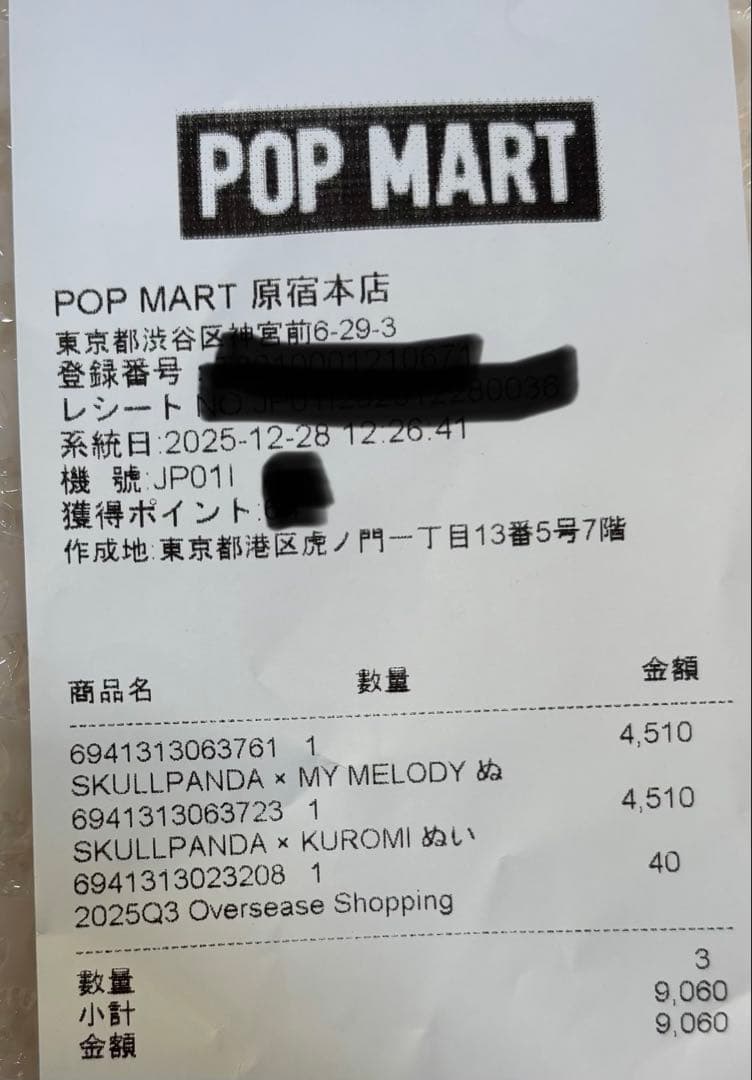 POP MART
POP MART 原宿本店
東京都渋谷区神宮前6-29-3
登録番号:
レシート NO
系統日:2025-12-28 12:26:41
機 號:JP01I
獲得ポイント:
作成地:東京都港区虎ノ門一丁目13番5号7階
商品名 數量 金額
6941313063761 1 4,510
SKULLPANDA × MY MELODY ぬ
6941313063723 1 4,510
SKULLPANDA × KUROMI ぬい
6941313023208 1 40
2025Q3 Oversease Shopping
數量 3
小計 9,060
金額 9,060